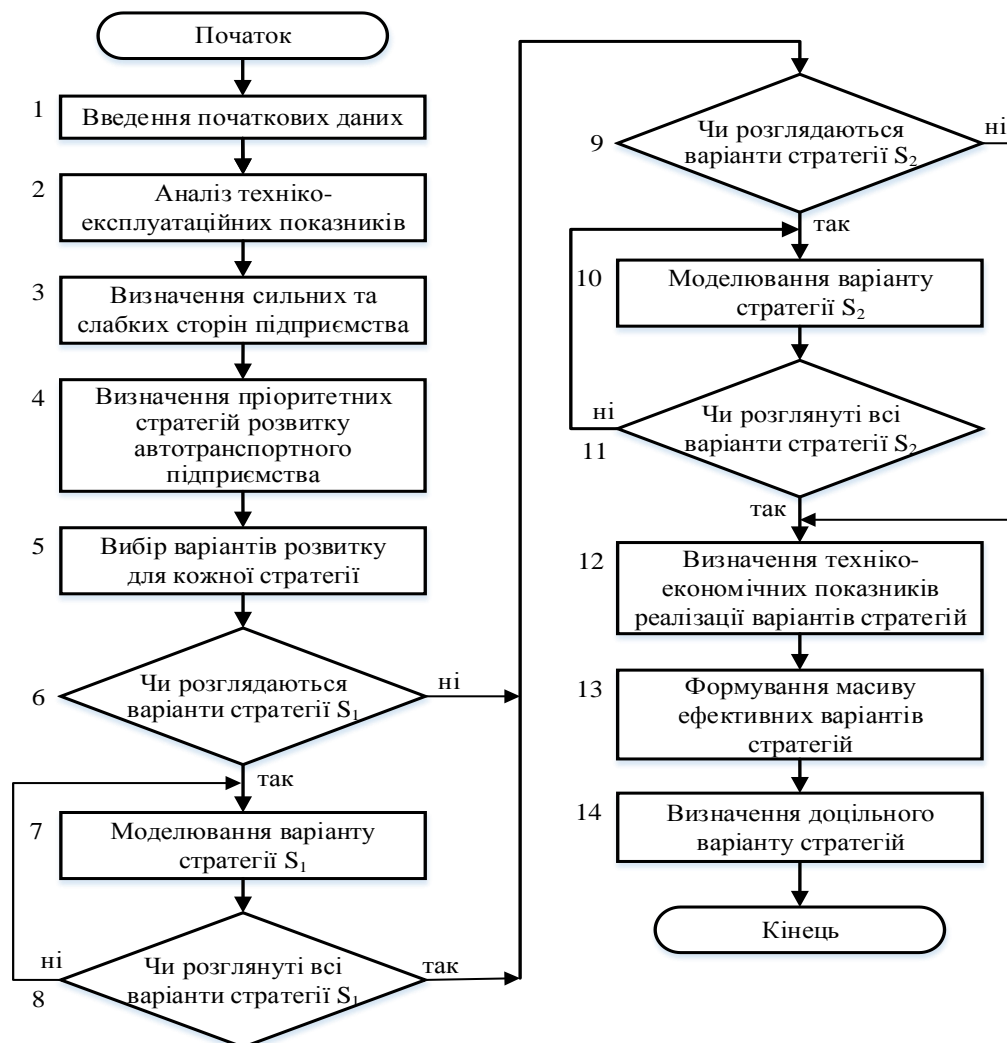 Початок
1
Введення початкових даних
2
Аналіз техніко-
експлуатаційних показників
3
Визначення сильних та
слабких сторін підприємства
4
Визначення пріоритетних
стратегій розвитку
автотранспортного
підприємства
5
Вибір варіантів розвитку
для кожної стратегії
6
Чи розглядаються
варіанти стратегії S₁
ні
так
7
Моделювання варіанту
стратегії S₁
8
Чи розглянуті всі
варіанти стратегії S₁
ні
так
9
Чи розглядаються
варіанти стратегії S₂
ні
так
10
Моделювання варіанту
стратегії S₂
11
Чи розглянуті всі
варіанти стратегії S₂
ні
так
12
Визначення техніко-
економічних показників
реалізації варіантів стратегій
13
Формування масиву
ефективних варіантів
стратегій
14
Визначення доцільного
варіанту стратегій
Кінець